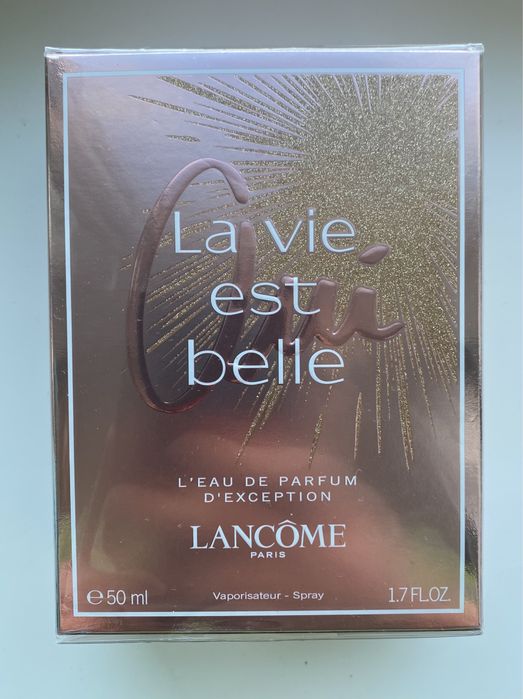 La vie
est
belle
Oui
L'EAU DE PARFUM
D'EXCEPTION
LANCÔME
PARIS
℮ 50 ml
Vaporisateur - Spray
1.7 FL.OZ.